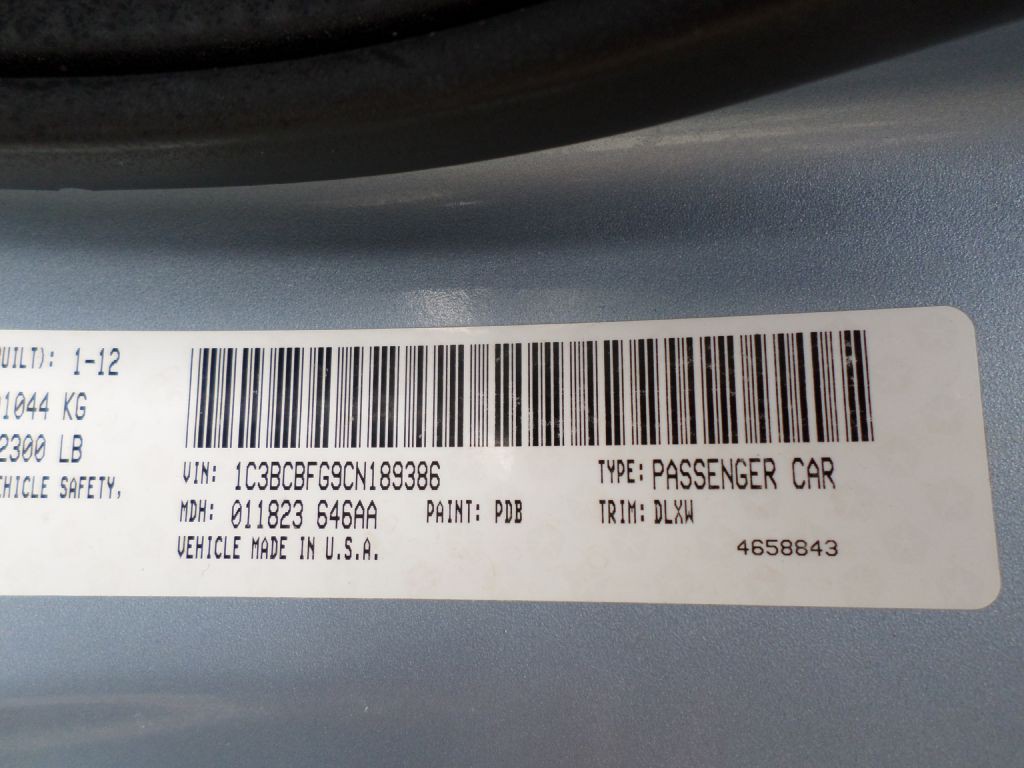 UILT): 1-12
1044 KG
2300 LB
HICLE SAFETY,
VIN: 1C3BCBFG9CN189386 TYPE: PASSENGER CAR
MDH: 011823 646AA PAINT: PDB TRIM: DLXW
VEHICLE MADE IN U.S.A. 4658843